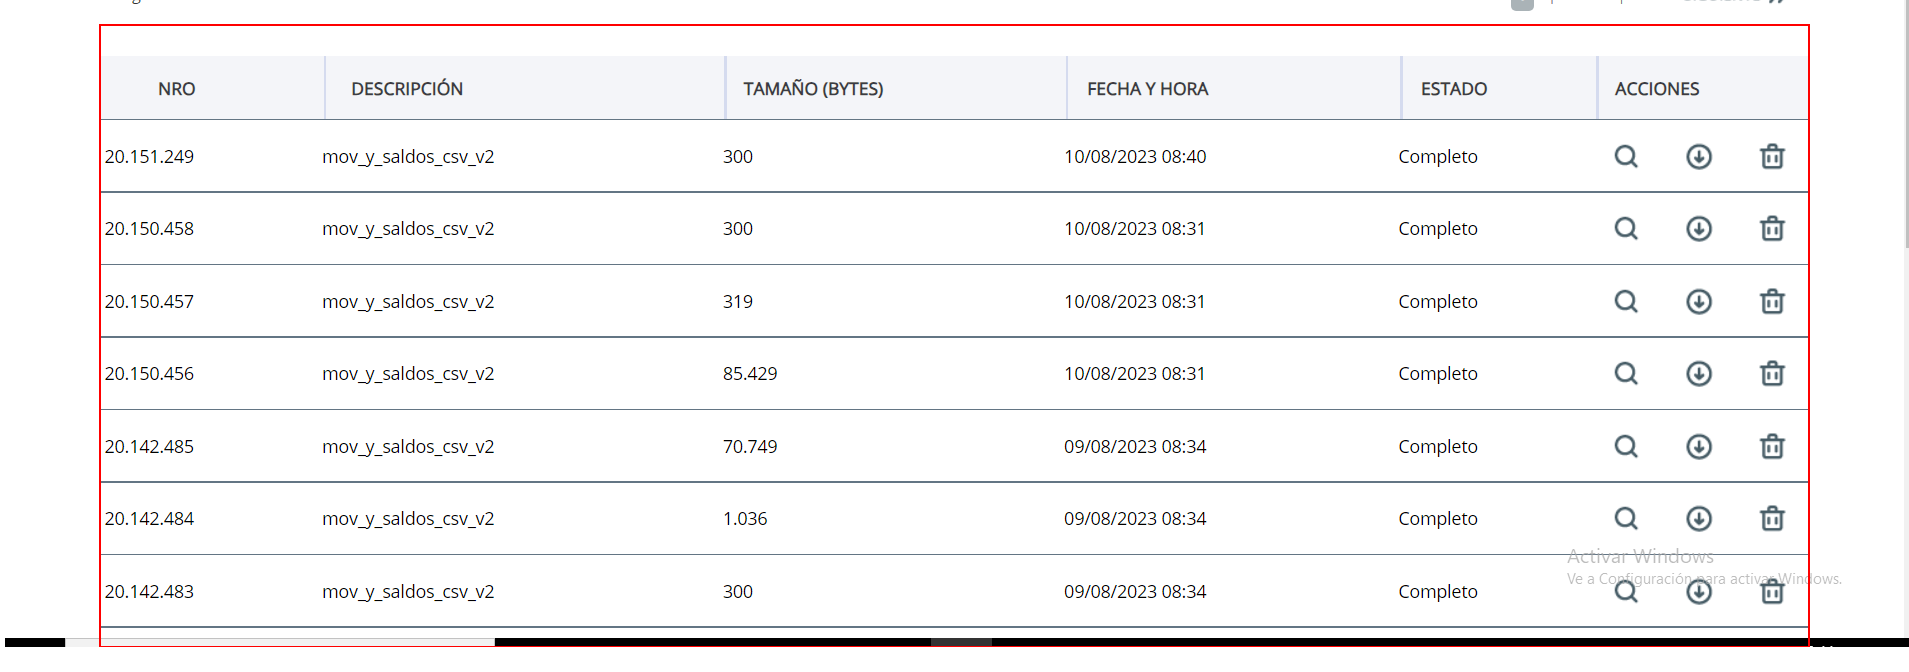 NRO DESCRIPCIÓN TAMAÑO (BYTES) FECHA Y HORA ESTADO ACCIONES
20.151.249 mov_y_saldos_csv_v2 300 10/08/2023 08:40 Completo
20.150.458 mov_y_saldos_csv_v2 300 10/08/2023 08:31 Completo
20.150.457 mov_y_saldos_csv_v2 319 10/08/2023 08:31 Completo
20.150.456 mov_y_saldos_csv_v2 85.429 10/08/2023 08:31 Completo
20.142.485 mov_y_saldos_csv_v2 70.749 09/08/2023 08:34 Completo
20.142.484 mov_y_saldos_csv_v2 1.036 09/08/2023 08:34 Completo
Activar Windows
Ve a Configuración para activar Windows.
20.142.483 mov_y_saldos_csv_v2 300 09/08/2023 08:34 Completo